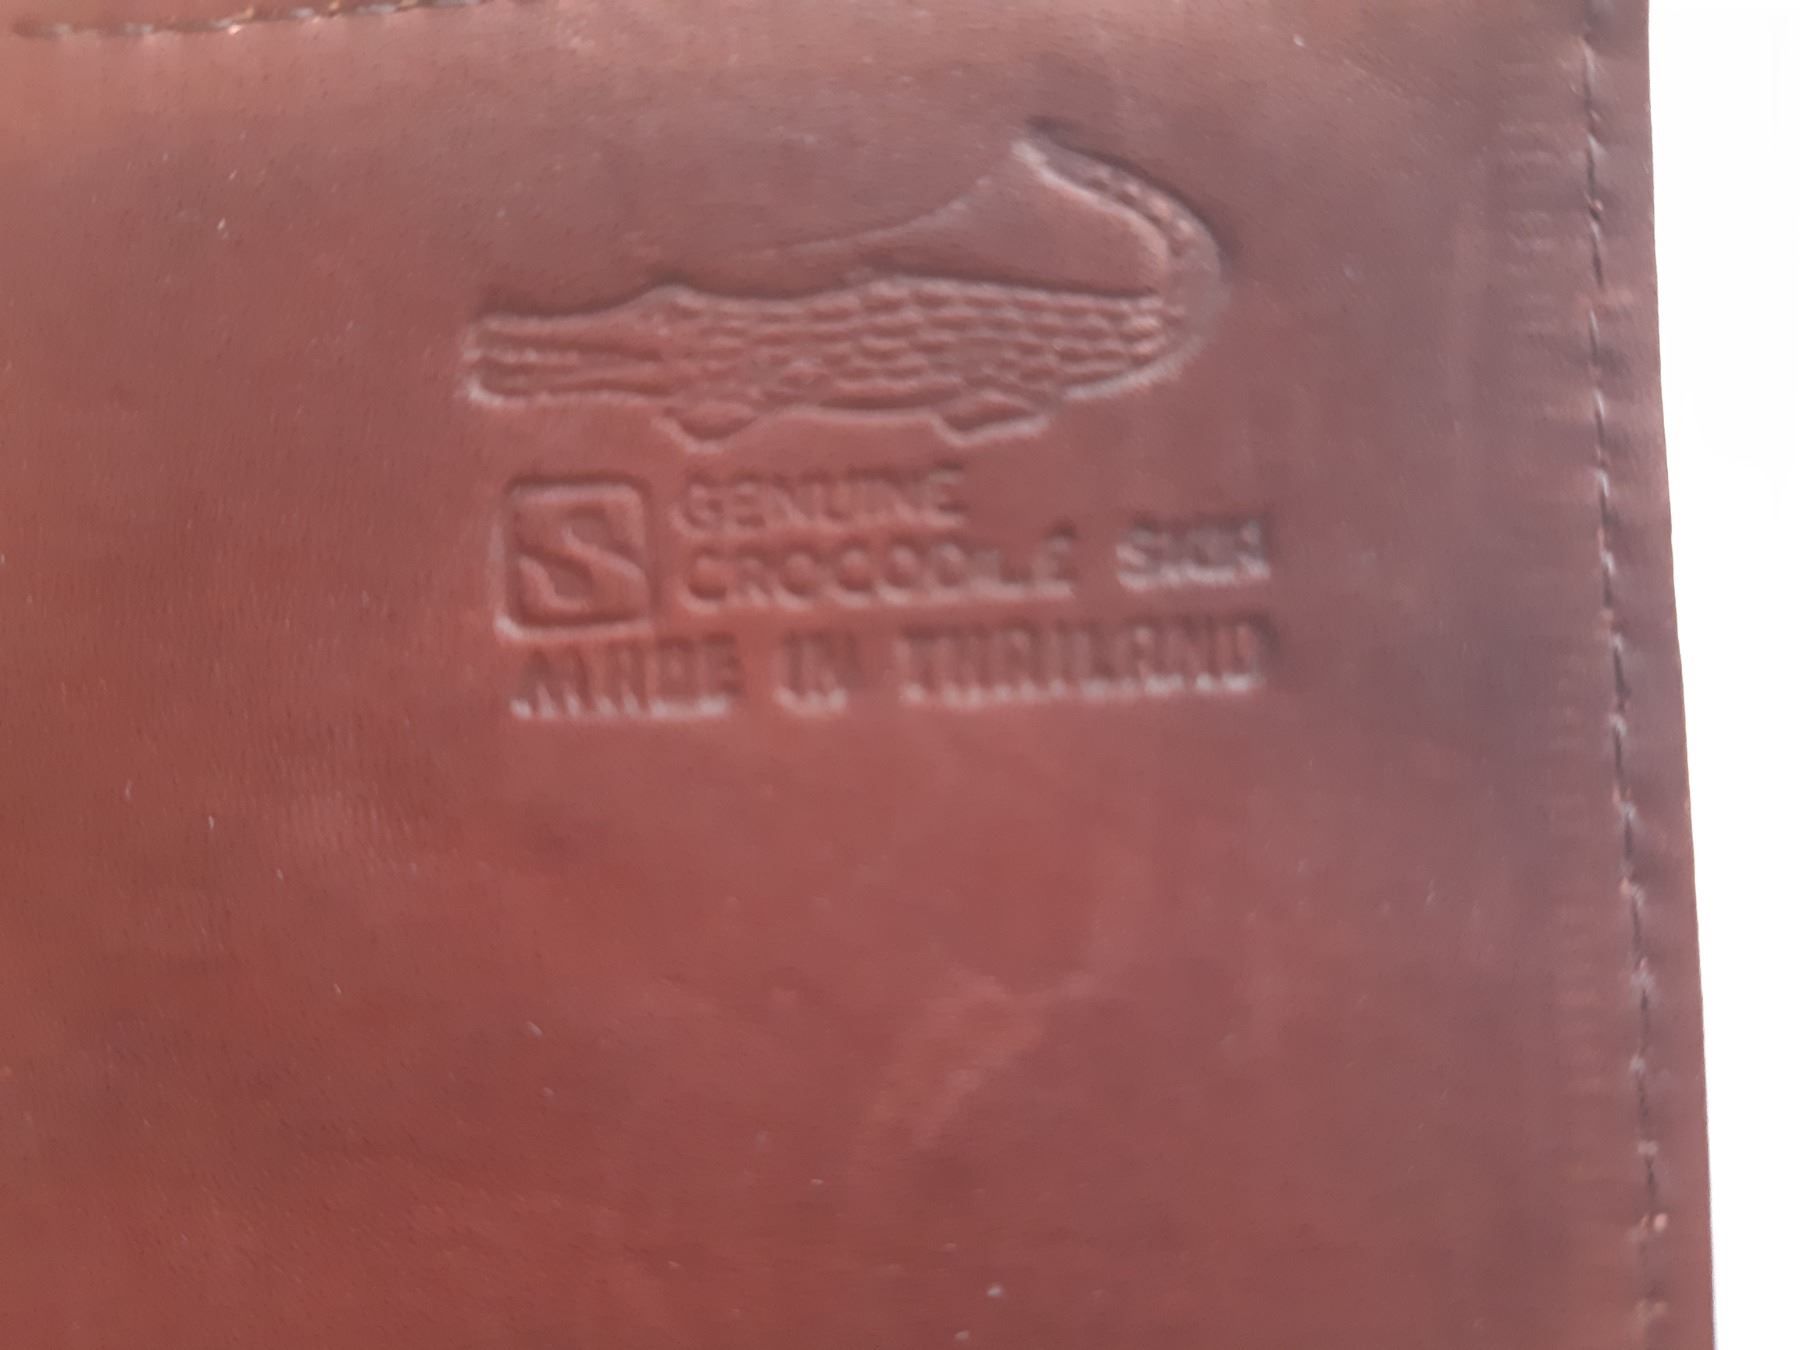 S
GENUINE
CROCODILE SKIN
MADE IN THAILAND